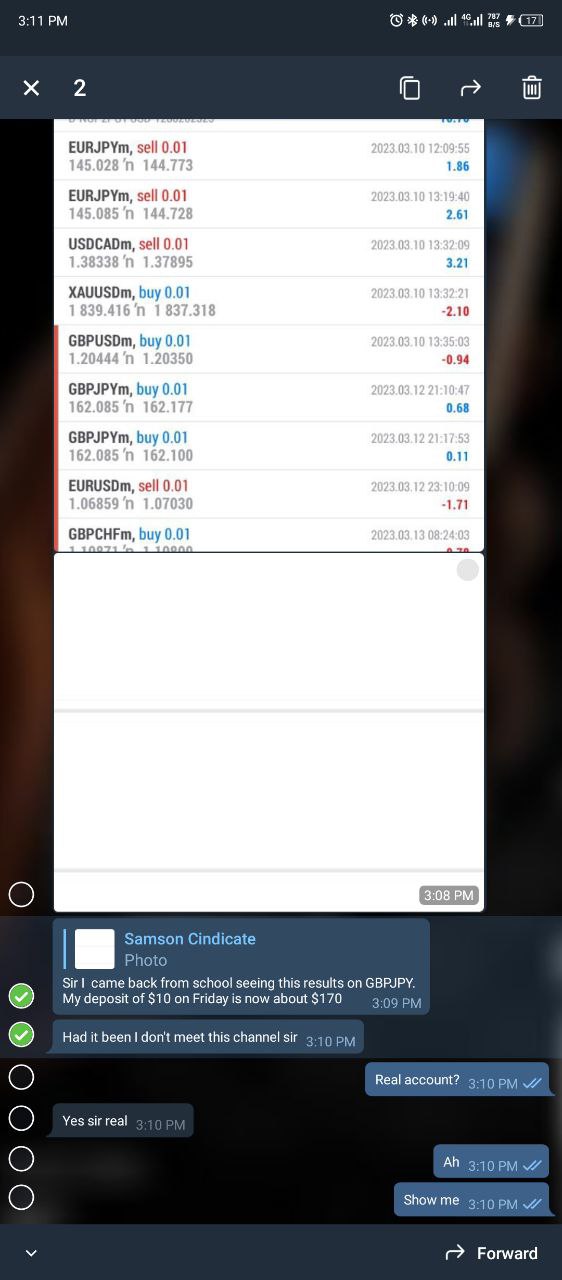 3:11 PM
4G 787 B/S 17
2
EURJPYm, sell 0.01 2023.03.10 12:09:55
145.028 'n 144.773 1.86
EURJPYm, sell 0.01 2023.03.10 13:19:40
145.085 'n 144.728 2.61
USDCADm, sell 0.01 2023.03.10 13:32:09
1.38338 'n 1.37895 3.21
XAUUSDm, buy 0.01 2023.03.10 13:32:21
1 839.416 'n 1 837.318 -2.10
GBPUSDm, buy 0.01 2023.03.10 13:35:03
1.20444 'n 1.20350 -0.94
GBPJPYm, buy 0.01 2023.03.12 21:10:47
162.085 'n 162.177 0.68
GBPJPYm, buy 0.01 2023.03.12 21:17:53
162.085 'n 162.100 0.11
EURUSDm, sell 0.01 2023.03.12 23:10:09
1.06859 'n 1.07030 -1.71
GBPCHFm, buy 0.01 2023.03.13 08:24:03
3:08 PM
Samson Cindicate
Photo
Sir I came back from school seeing this results on GBPJPY.
My deposit of $10 on Friday is now about $170 3:09 PM
Had it been I don't meet this channel sir 3:10 PM
Real account? 3:10 PM
Yes sir real 3:10 PM
Ah 3:10 PM
Show me 3:10 PM
Forward